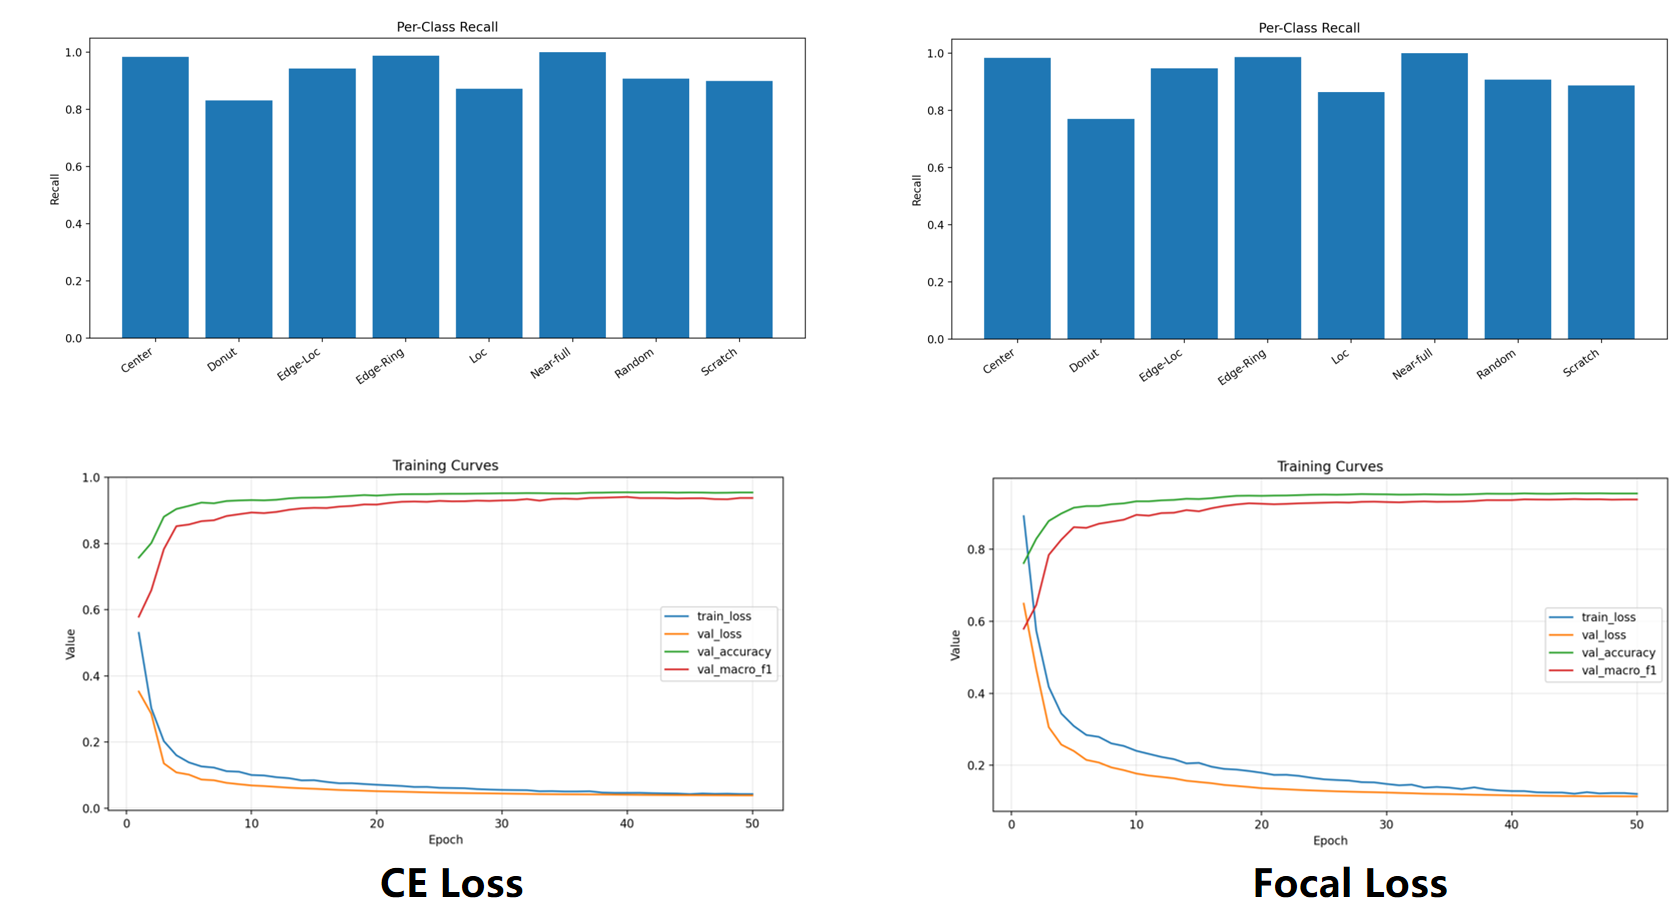 Per-Class Recall
1.0
0.8
0.6
0.4
0.2
0.0
Recall
Center
Donut
Edge-Loc
Edge-Ring
Loc
Near-full
Random
Scratch
Per-Class Recall
1.0
0.8
0.6
0.4
0.2
0.0
Recall
Center
Donut
Edge-Loc
Edge-Ring
Loc
Near-full
Random
Scratch
Training Curves
1.0
0.8
0.6
0.4
0.2
0.0
Value
train_loss
val_loss
val_accuracy
val_macro_f1
0 10 20 30 40 50
Epoch
CE Loss
Training Curves
0.8
0.6
0.4
0.2
Value
train_loss
val_loss
val_accuracy
val_macro_f1
0 10 20 30 40 50
Epoch
Focal Loss